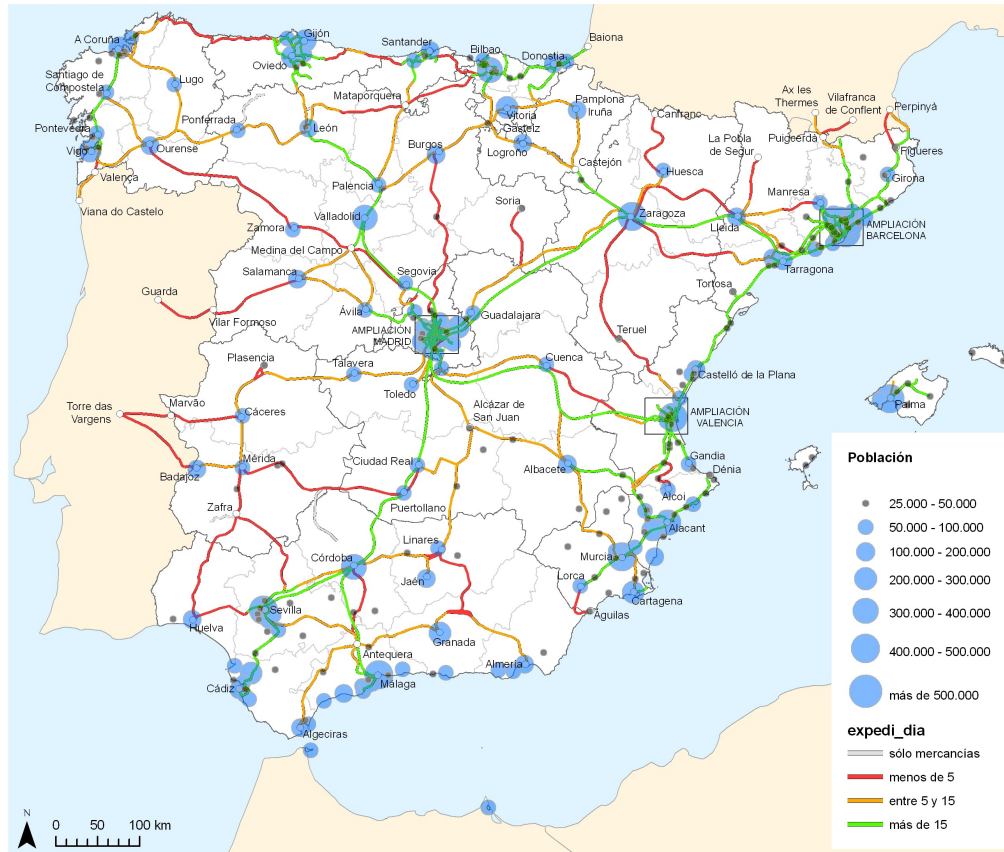 A Coruña
Gijón
Santander
Bilbao
Donostia
Baiona
Oviedo
Santiago de
Compostela
Lugo
Mataporquera
Vitoria
Gasteiz
Pamplona
Iruña
Canfranc
Ax les
Thermes
Vilafranca
de Conflent
Perpinyà
Pontevedra
Ponferrada
León
Burgos
Logroño
La Pobla
de Segur
Puigcerda
Figueres
Vigo
Ourense
Castejón
Huesca
Valença
Palencia
Soria
Manresa
Girona
Viana do Castelo
Zamora
Valladolid
Zaragoza
Lleida
AMPLIACIÓN
BARCELONA
Medina del Campo
Salamanca
Segovia
Tarragona
Tortosa
Guarda
Ávila
Guadalajara
Vilar Formoso
AMPLIACIÓN
MADRID
Teruel
Plasencia
Talavera
Cuenca
Castelló de la Plana
Toledo
Torre das
Vargens
Marvão
Cáceres
Alcázar de
San Juan
AMPLIACIÓN
VALENCIA
Palma
Badajoz
Mérida
Ciudad Real
Albacete
Gandia
Dénia
Zafra
Puertollano
Alcoi
Alacant
Córdoba
Linares
Murcia
Jaén
Lorca
Cartagena
Huelva
Sevilla
Águilas
Antequera
Granada
Almería
Cádiz
Málaga
Algeciras
Población
25.000 - 50.000
50.000 - 100.000
100.000 - 200.000
200.000 - 300.000
300.000 - 400.000
400.000 - 500.000
más de 500.000
expedi_dia
sólo mercancias
menos de 5
entre 5 y 15
más de 15
N
0 50 100 km